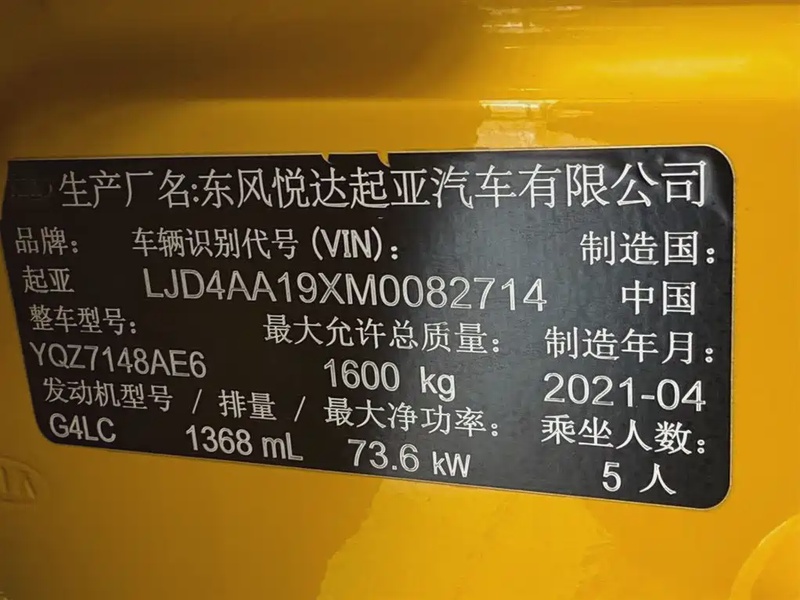 生产厂名:东风悦达起亚汽车有限公司
品牌: 车辆识别代号 (VIN): 制造国:
起亚 LJD4AA19XM0082714 中国
整车型号: 最大允许总质量: 制造年月:
YQZ7148AE6 1600 kg 2021-04
发动机型号 / 排量 / 最大净功率: 乘坐人数:
G4LC 1368 mL 73.6 kW 5 人